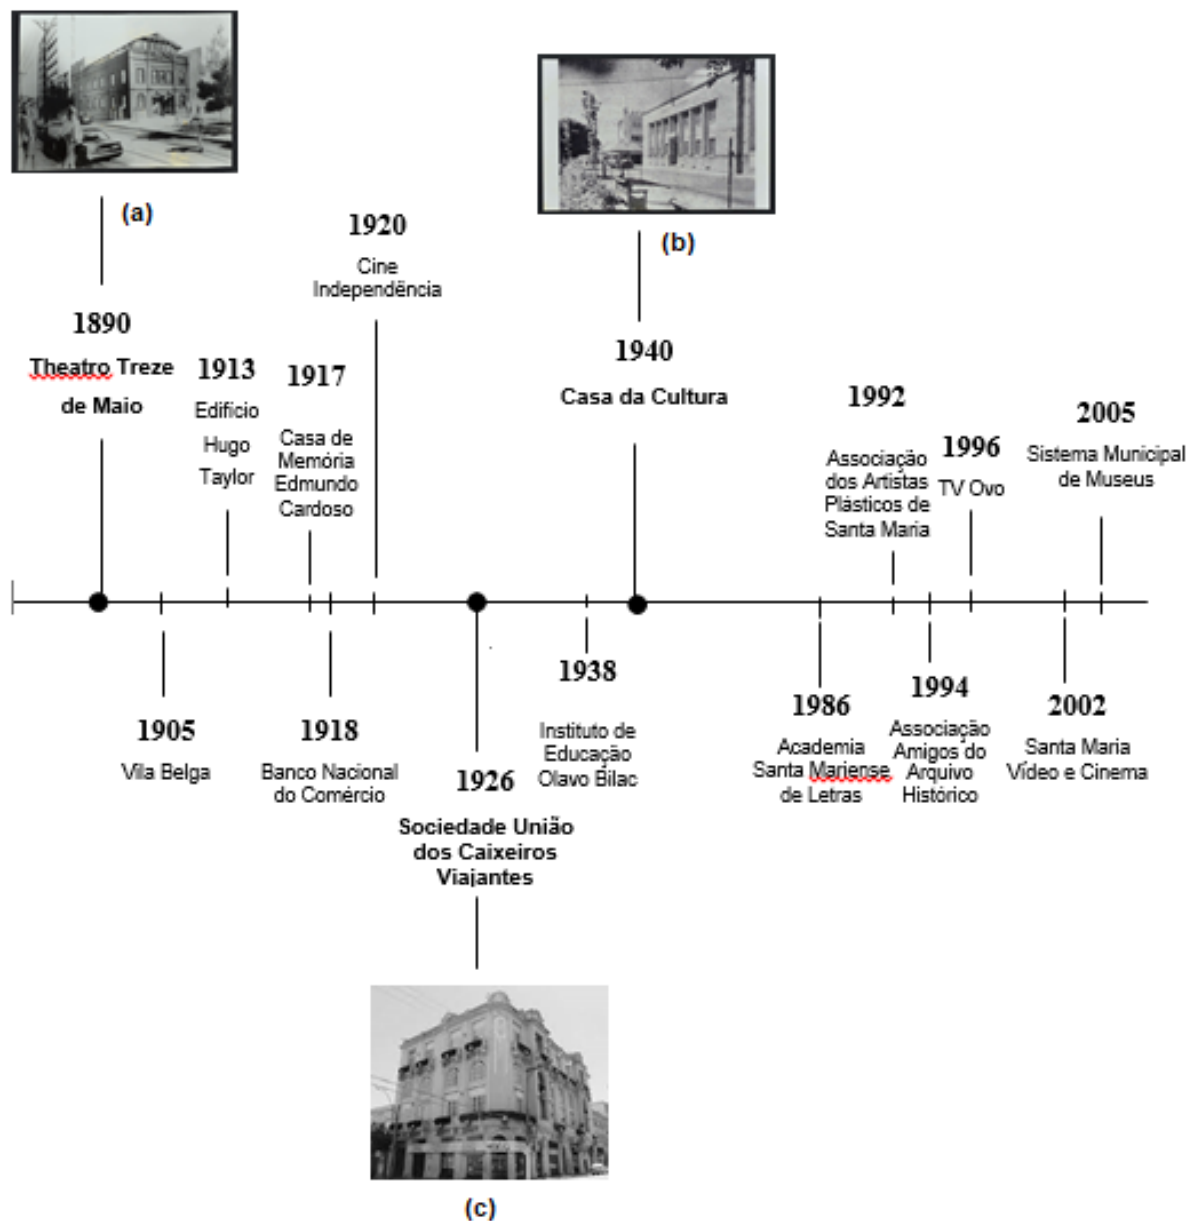 (a)
1890
Theatro Treze
de Maio
1913
Edifício
Hugo
Taylor
1917
Casa de
Memória
Edmundo
Cardoso
1920
Cine
Independência
(b)
1940
Casa da Cultura
1992
Associação
dos Artistas
Plásticos de
Santa Maria
1996
TV Ovo
2005
Sistema Municipal
de Museus
1905
Vila Belga
1918
Banco Nacional
do Comércio
1926
Sociedade União
dos Caixeiros
Viajantes
(c)
1938
Instituto de
Educação
Olavo Bilac
1986
Academia
Santa Mariense
de Letras
1994
Associação
Amigos do
Arquivo
Histórico
2002
Santa Maria
Vídeo e Cinema